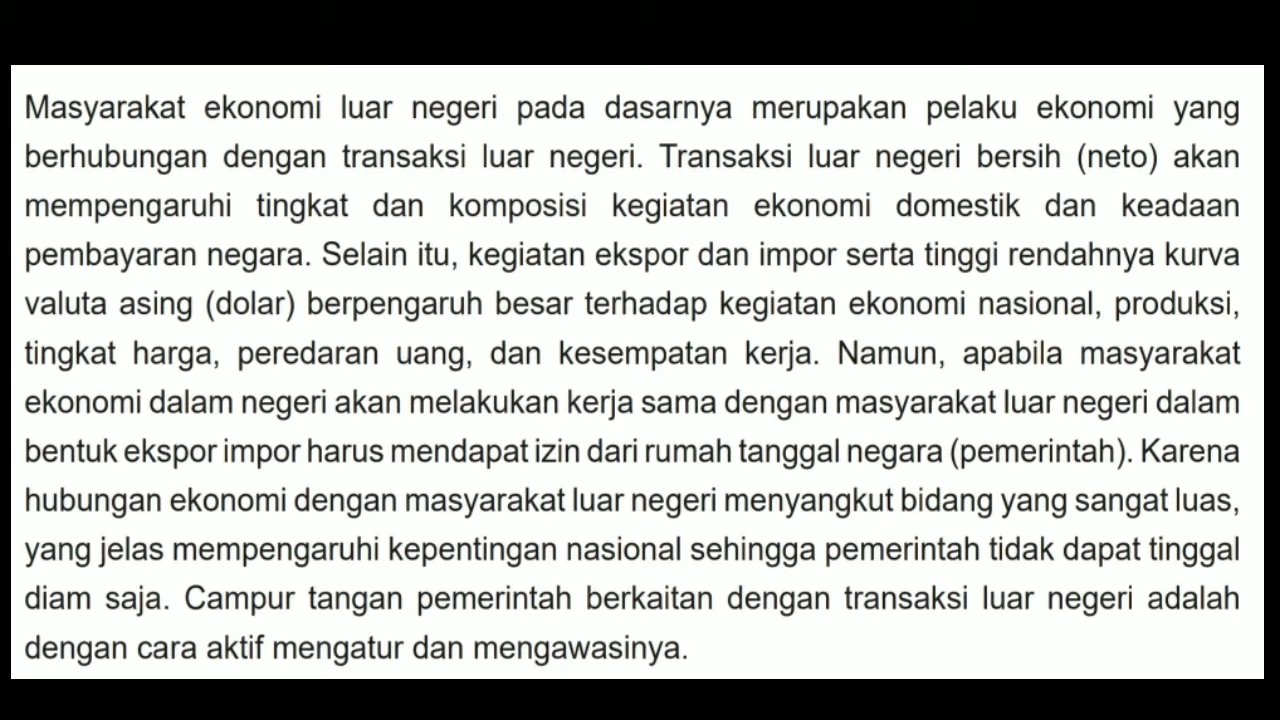 Masyarakat ekonomi luar negeri pada dasarnya merupakan pelaku ekonomi yang
berhubungan dengan transaksi luar negeri. Transaksi luar negeri bersih (neto) akan
mempengaruhi tingkat dan komposisi kegiatan ekonomi domestik dan keadaan
pembayaran negara. Selain itu, kegiatan ekspor dan impor serta tinggi rendahnya kurva
valuta asing (dolar) berpengaruh besar terhadap kegiatan ekonomi nasional, produksi,
tingkat harga, peredaran uang, dan kesempatan kerja. Namun, apabila masyarakat
ekonomi dalam negeri akan melakukan kerja sama dengan masyarakat luar negeri dalam
bentuk ekspor impor harus mendapat izin dari rumah tanggal negara (pemerintah). Karena
hubungan ekonomi dengan masyarakat luar negeri menyangkut bidang yang sangat luas,
yang jelas mempengaruhi kepentingan nasional sehingga pemerintah tidak dapat tinggal
diam saja. Campur tangan pemerintah berkaitan dengan transaksi luar negeri adalah
dengan cara aktif mengatur dan mengawasinya.